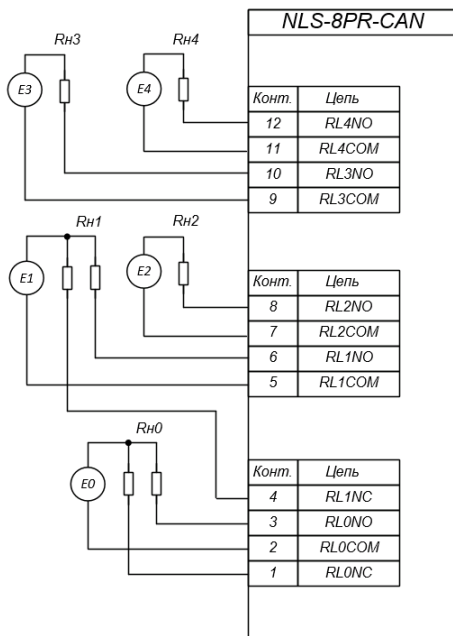 NLS-8PR-CAN
Rн3
Rн4
E3
E4
Конт. Цепь
12 RL4NO
11 RL4COM
10 RL3NO
9 RL3COM
Rн1
Rн2
E1
E2
Конт. Цепь
8 RL2NO
7 RL2COM
6 RL1NO
5 RL1COM
Rн0
E0
Конт. Цепь
4 RL1NC
3 RL0NO
2 RL0COM
1 RL0NC